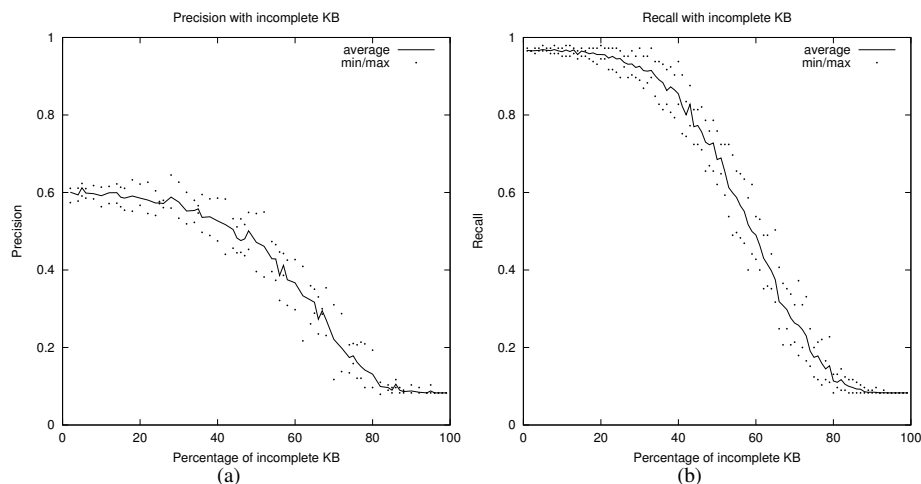 Precision with incomplete KB
1
0.8
0.6
0.4
0.2
0
Precision
average
min/max
0 20 40 60 80 100
Percentage of incomplete KB
(a)
Recall with incomplete KB
1
0.8
0.6
0.4
0.2
0
Recall
average
min/max
0 20 40 60 80 100
Percentage of incomplete KB
(b)